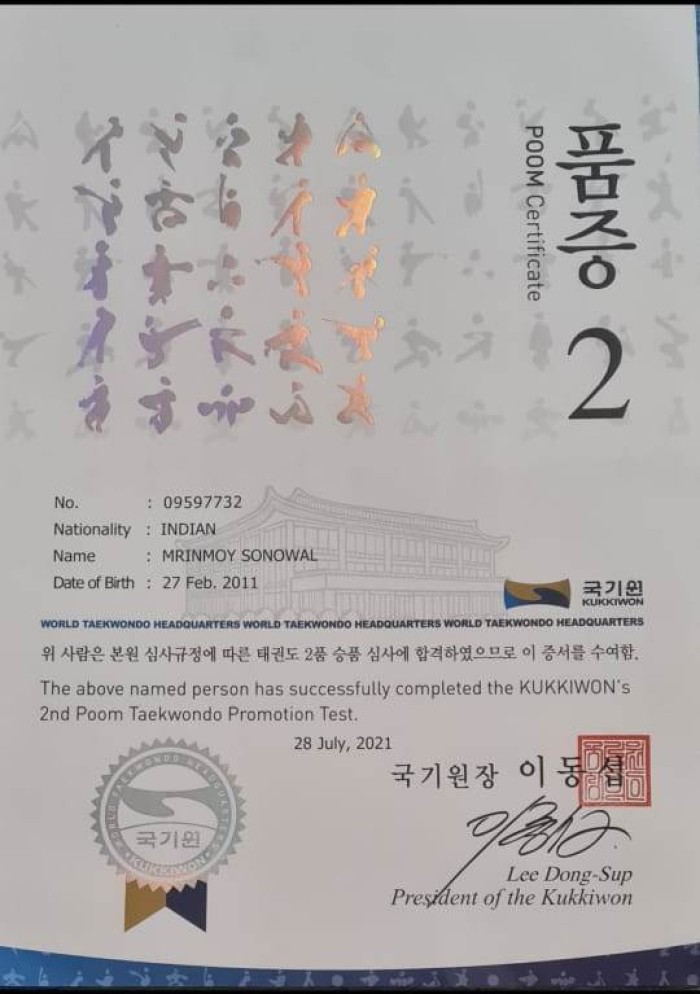 품증
POOM Certificate
2
No. : 09597732
Nationality : INDIAN
Name : MRINMOY SONOWAL
Date of Birth : 27 Feb. 2011
국기원
KUKKIWON
WORLD TAEKWONDO HEADQUARTERS WORLD TAEKWONDO HEADQUARTERS WORLD TAEKWONDO HEADQUARTERS
위 사람은 본원 심사규정에 따른 태권도 2품 승품 심사에 합격하였으므로 이 증서를 수여함.
The above named person has successfully completed the KUKKIWON's
2nd Poom Taekwondo Promotion Test.
28 July, 2021
국기원장 이동섭
WORLD TAEKWONDO HEADQUARTERS
국기원
KUKKIWON
Lee Dong-Sup
President of the Kukkiwon